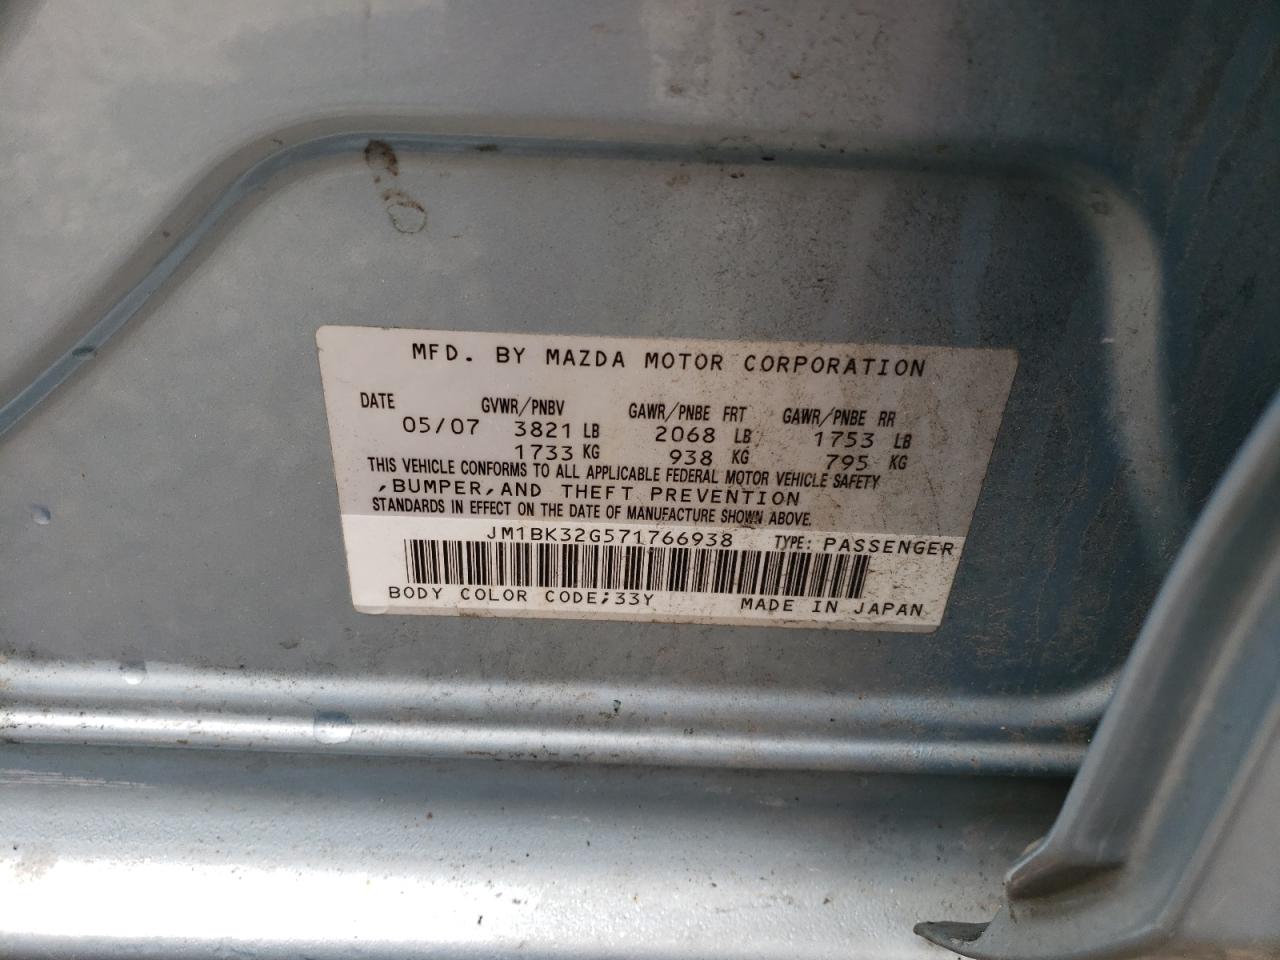 MFD. BY MAZDA MOTOR CORPORATION
DATE GVWR/PNBV GAWR/PNBE FRT GAWR/PNBE RR
05/07 3821 LB 2068 LB 1753 LB
1733 KG 938 KG 795 KG
THIS VEHICLE CONFORMS TO ALL APPLICABLE FEDERAL MOTOR VEHICLE SAFETY
,BUMPER,AND THEFT PREVENTION
STANDARDS IN EFFECT ON THE DATE OF MANUFACTURE SHOWN ABOVE.
JM1BK32G571766938 TYPE: PASSENGER
BODY COLOR CODE;33Y MADE IN JAPAN